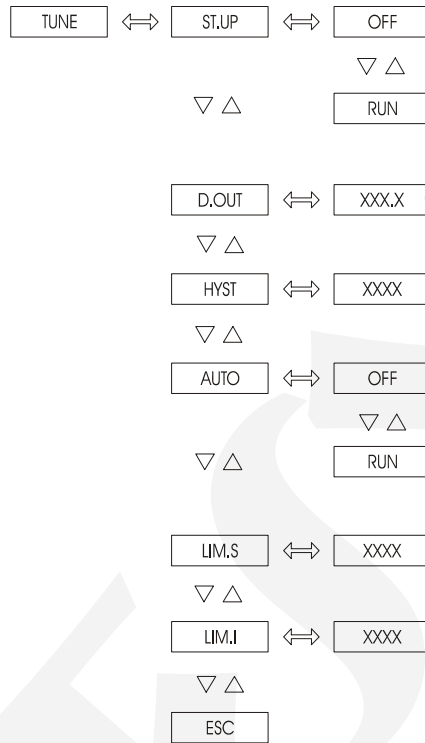 TUNE ST.UP OFF
RUN
D.OUT XXX.X
HYST XXXX
AUTO OFF
RUN
LIM.S XXXX
LIM.I XXXX
ESC